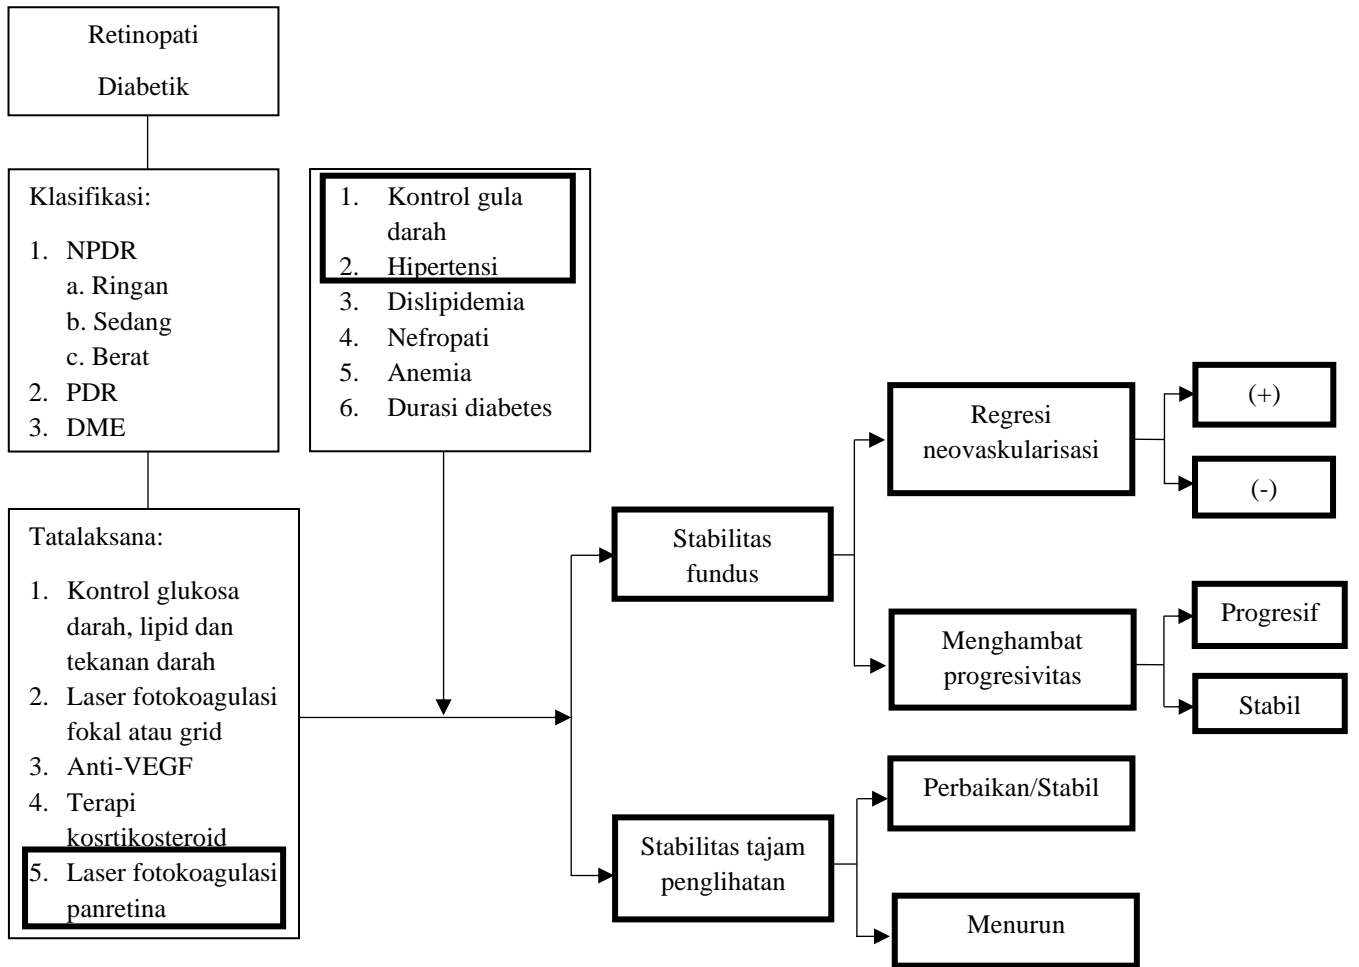 Retinopati
Diabetik
Klasifikasi:
1. NPDR
a. Ringan
b. Sedang
c. Berat
2. PDR
3. DME
Tatalaksana:
1. Kontrol glukosa
darah, lipid dan
tekanan darah
2. Laser fotokoagulasi
fokal atau grid
3. Anti-VEGF
4. Terapi
kosrtikosteroid
5. Laser fotokoagulasi
panretina
1. Kontrol gula
darah
2. Hipertensi
3. Dislipidemia
4. Nefropati
5. Anemia
6. Durasi diabetes
Stabilitas
fundus
Regresi
neovaskularisasi
(+)
(-)
Menghambat
progresivitas
Progresif
Stabil
Stabilitas tajam
penglihatan
Perbaikan/Stabil
Menurun